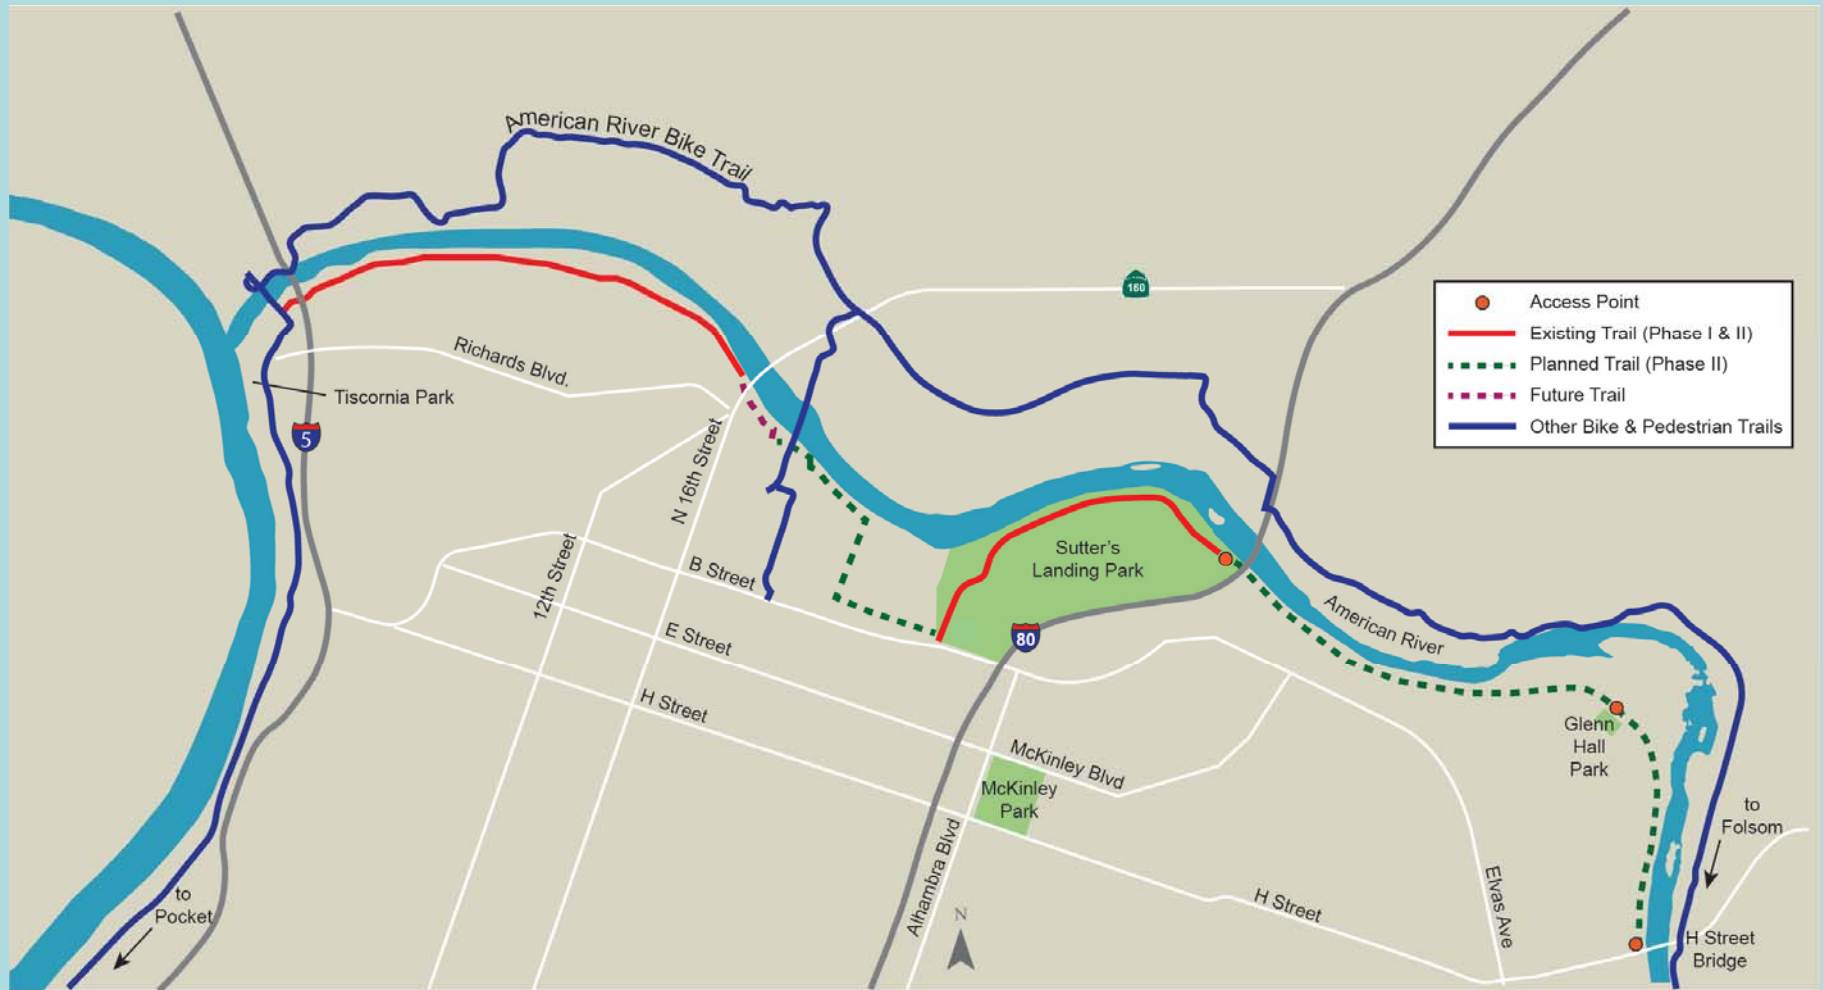 American River Bike Trail
160
Access Point
Existing Trail (Phase I & II)
Planned Trail (Phase II)
Future Trail
Other Bike & Pedestrian Trails
Richards Blvd.
Tiscornia Park
5
N 16th Street
12th Street
B Street
E Street
H Street
Sutter's
Landing Park
80
American River
McKinley Blvd
McKinley
Park
Glenn
Hall
Park
to
Folsom
to
Pocket
Alhambra Blvd
N
H Street
Elvas Ave
H Street
Bridge